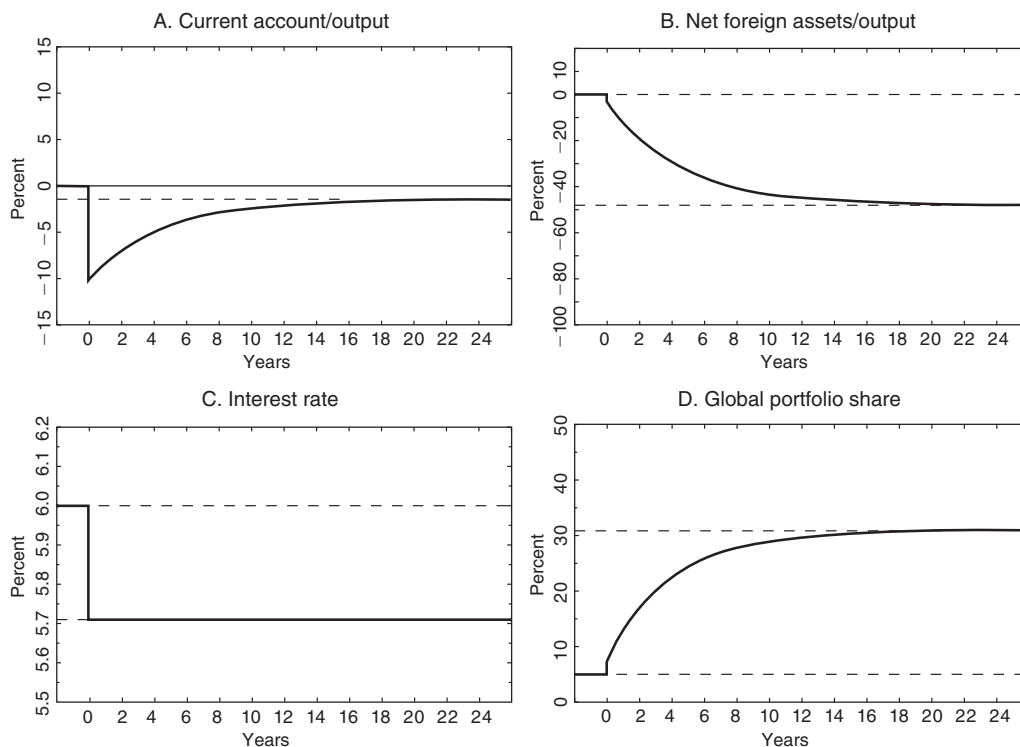 A. Current account/output
Percent
15
10
5
0
−5
−10
−15
0 2 4 6 8 10 12 14 16 18 20 22 24
Years
B. Net foreign assets/output
Percent
10
0
−20
−40
−60
−80
−100
0 2 4 6 8 10 12 14 16 18 20 22 24
Years
C. Interest rate
Percent
6.2
6.1
6.0
5.9
5.8
5.7
5.5
5.6
0 2 4 6 8 10 12 14 16 18 20 22 24
Years
D. Global portfolio share
Percent
50
40
30
20
10
0
0 2 4 6 8 10 12 14 16 18 20 22 24
Years